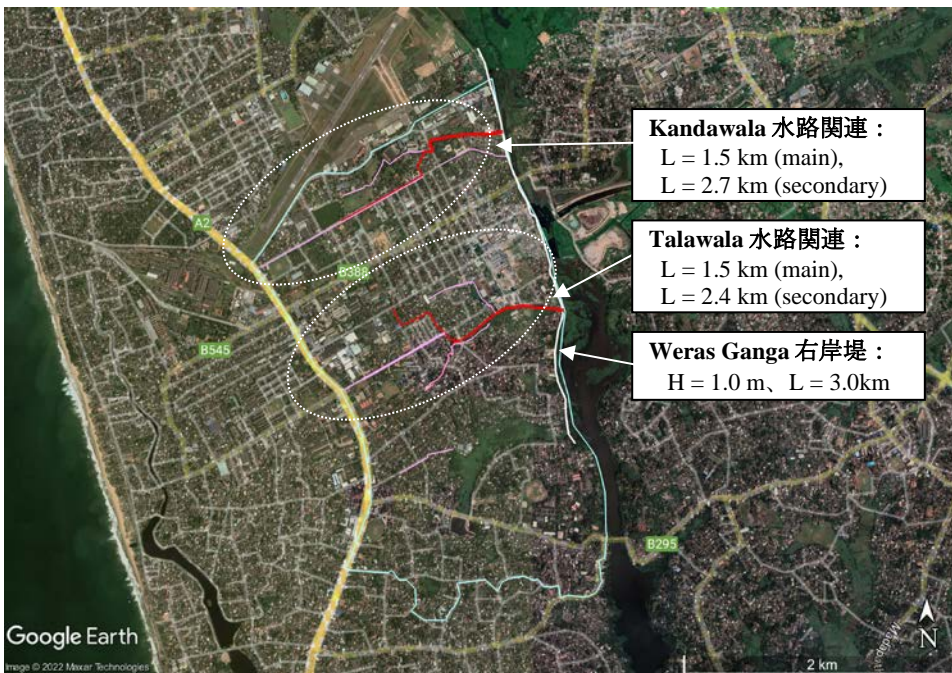 Kandawala 水路関連：
L = 1.5 km (main),
L = 2.7 km (secondary)
A2
B388
Talawala 水路関連：
L = 1.5 km (main),
L = 2.4 km (secondary)
B545
Weras Ganga 右岸堤：
H = 1.0 m、L = 3.0km
B295
Google Earth
Image © 2022 Maxar Technologies
N
2 km